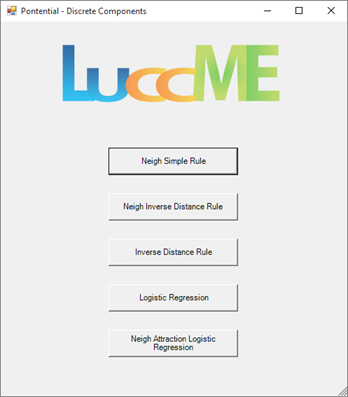 Pontential - Discrete Components
LuccME
Neigh Simple Rule
Neigh Inverse Distance Rule
Inverse Distance Rule
Logistic Regression
Neigh Attraction Logistic
Regression